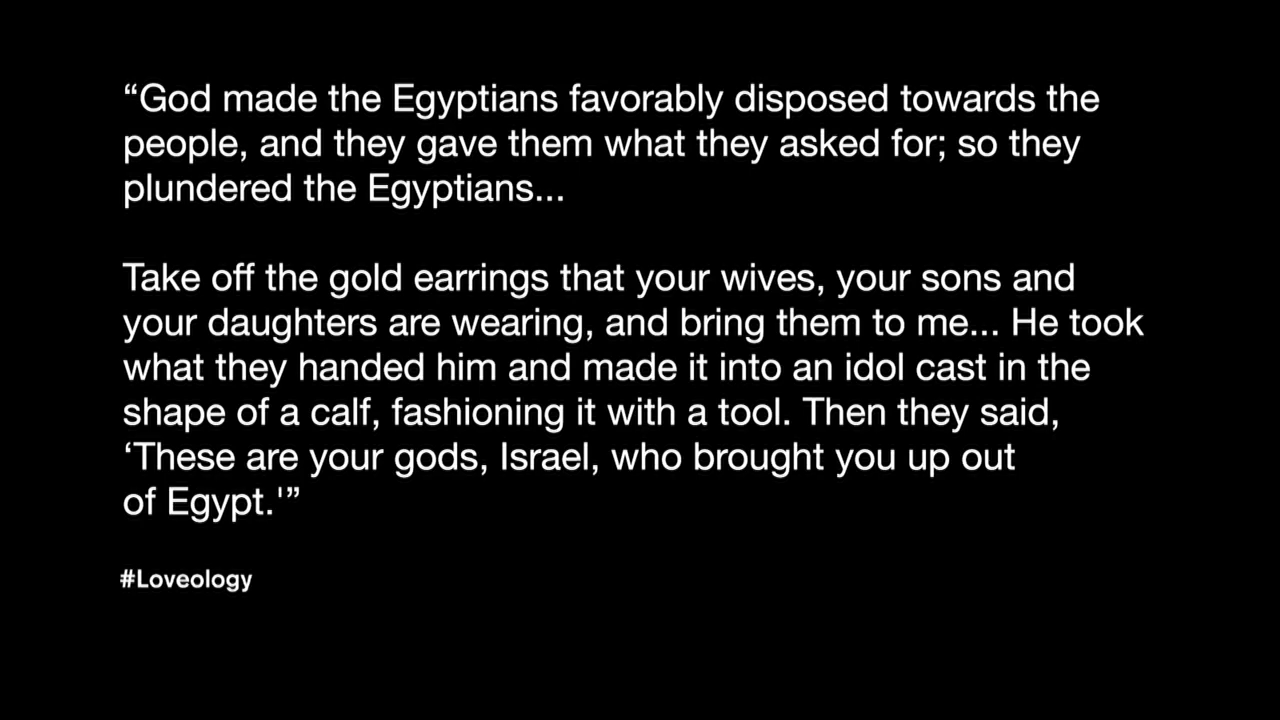 “God made the Egyptians favorably disposed towards the
people, and they gave them what they asked for; so they
plundered the Egyptians...
Take off the gold earrings that your wives, your sons and
your daughters are wearing, and bring them to me... He took
what they handed him and made it into an idol cast in the
shape of a calf, fashioning it with a tool. Then they said,
‘These are your gods, Israel, who brought you up out
of Egypt.'”
#Loveology